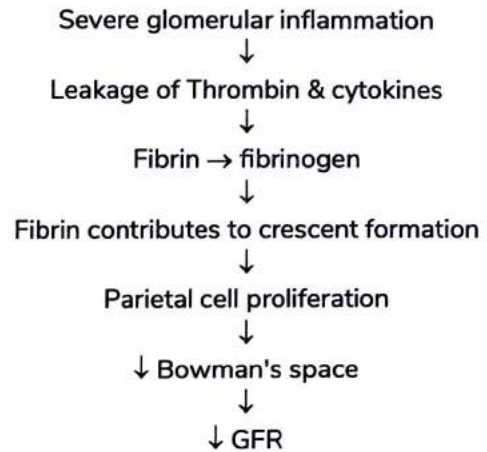 Severe glomerular inflammation
↓
Leakage of Thrombin & cytokines
↓
Fibrin → fibrinogen
↓
Fibrin contributes to crescent formation
↓
Parietal cell proliferation
↓
↓ Bowman's space
↓
↓ GFR